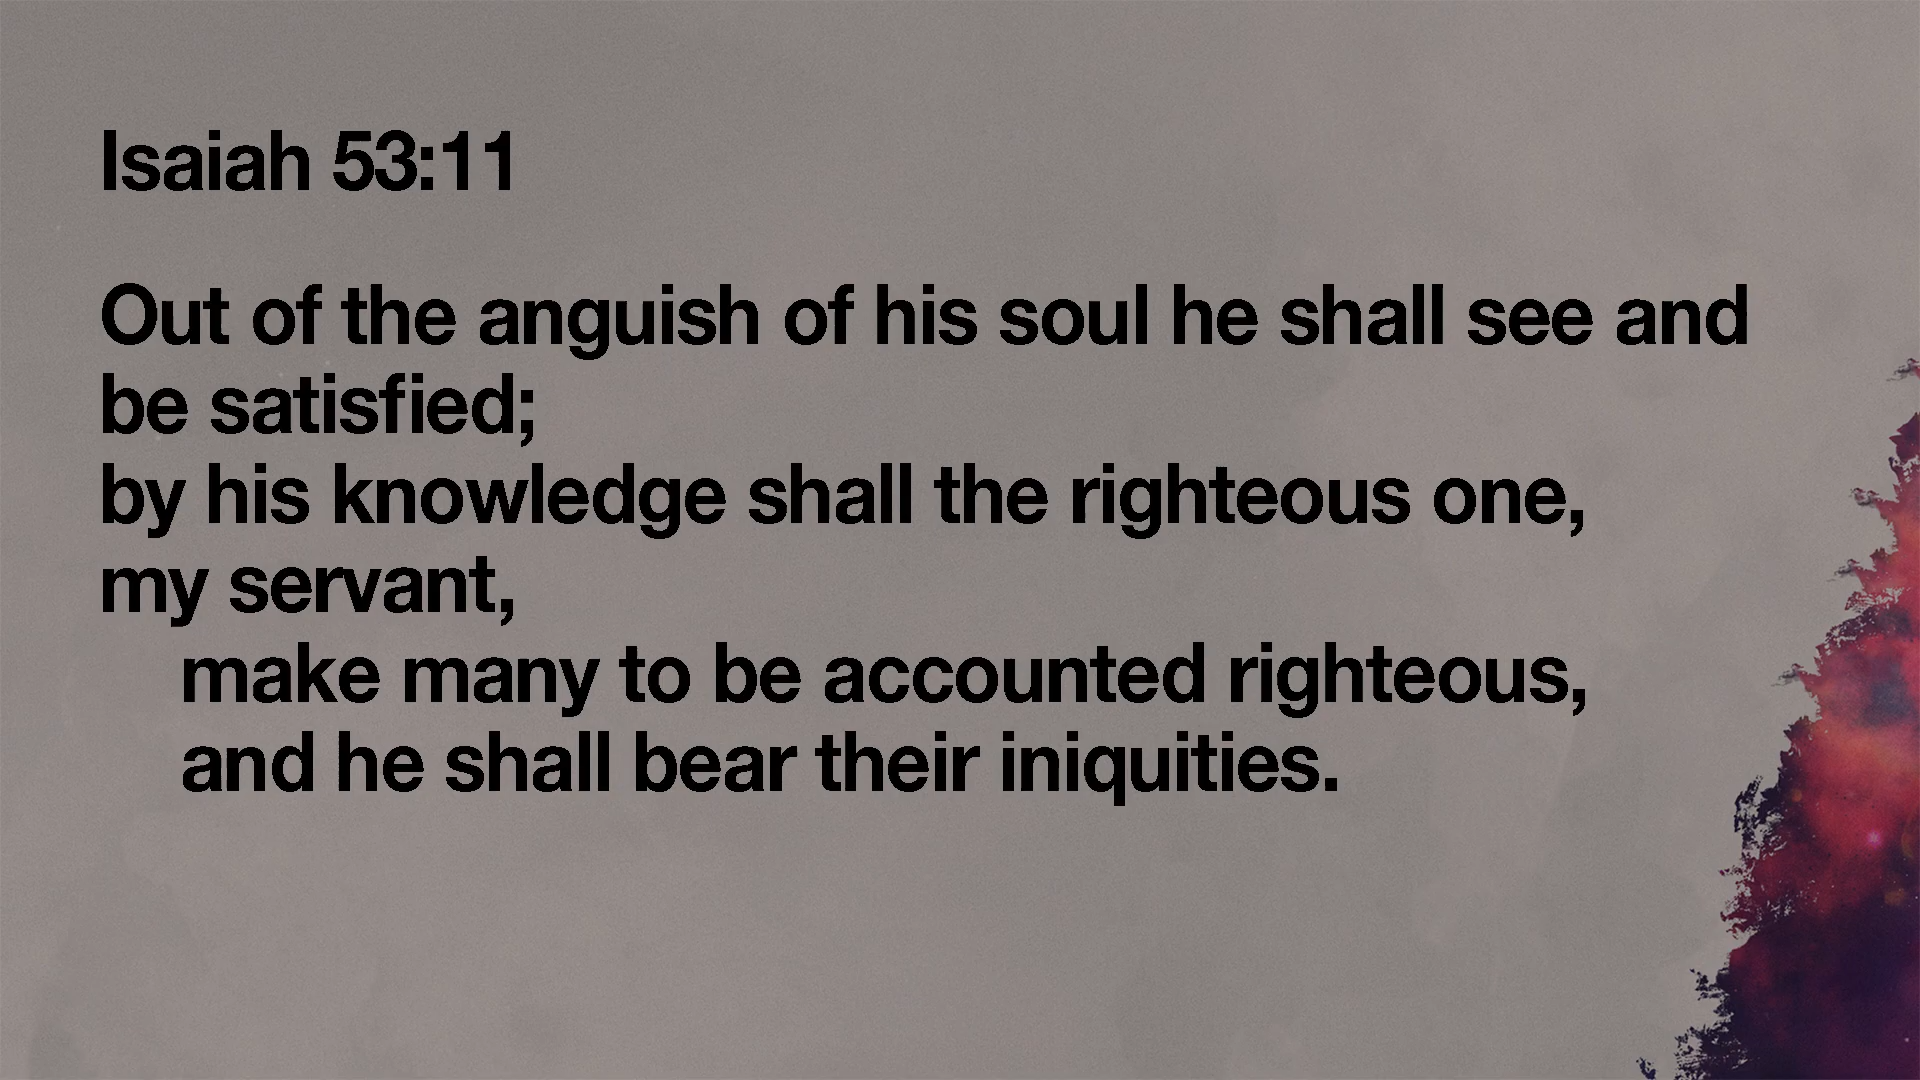 Isaiah 53:11
Out of the anguish of his soul he shall see and
be satisfied;
by his knowledge shall the righteous one,
my servant,
make many to be accounted righteous,
and he shall bear their iniquities.